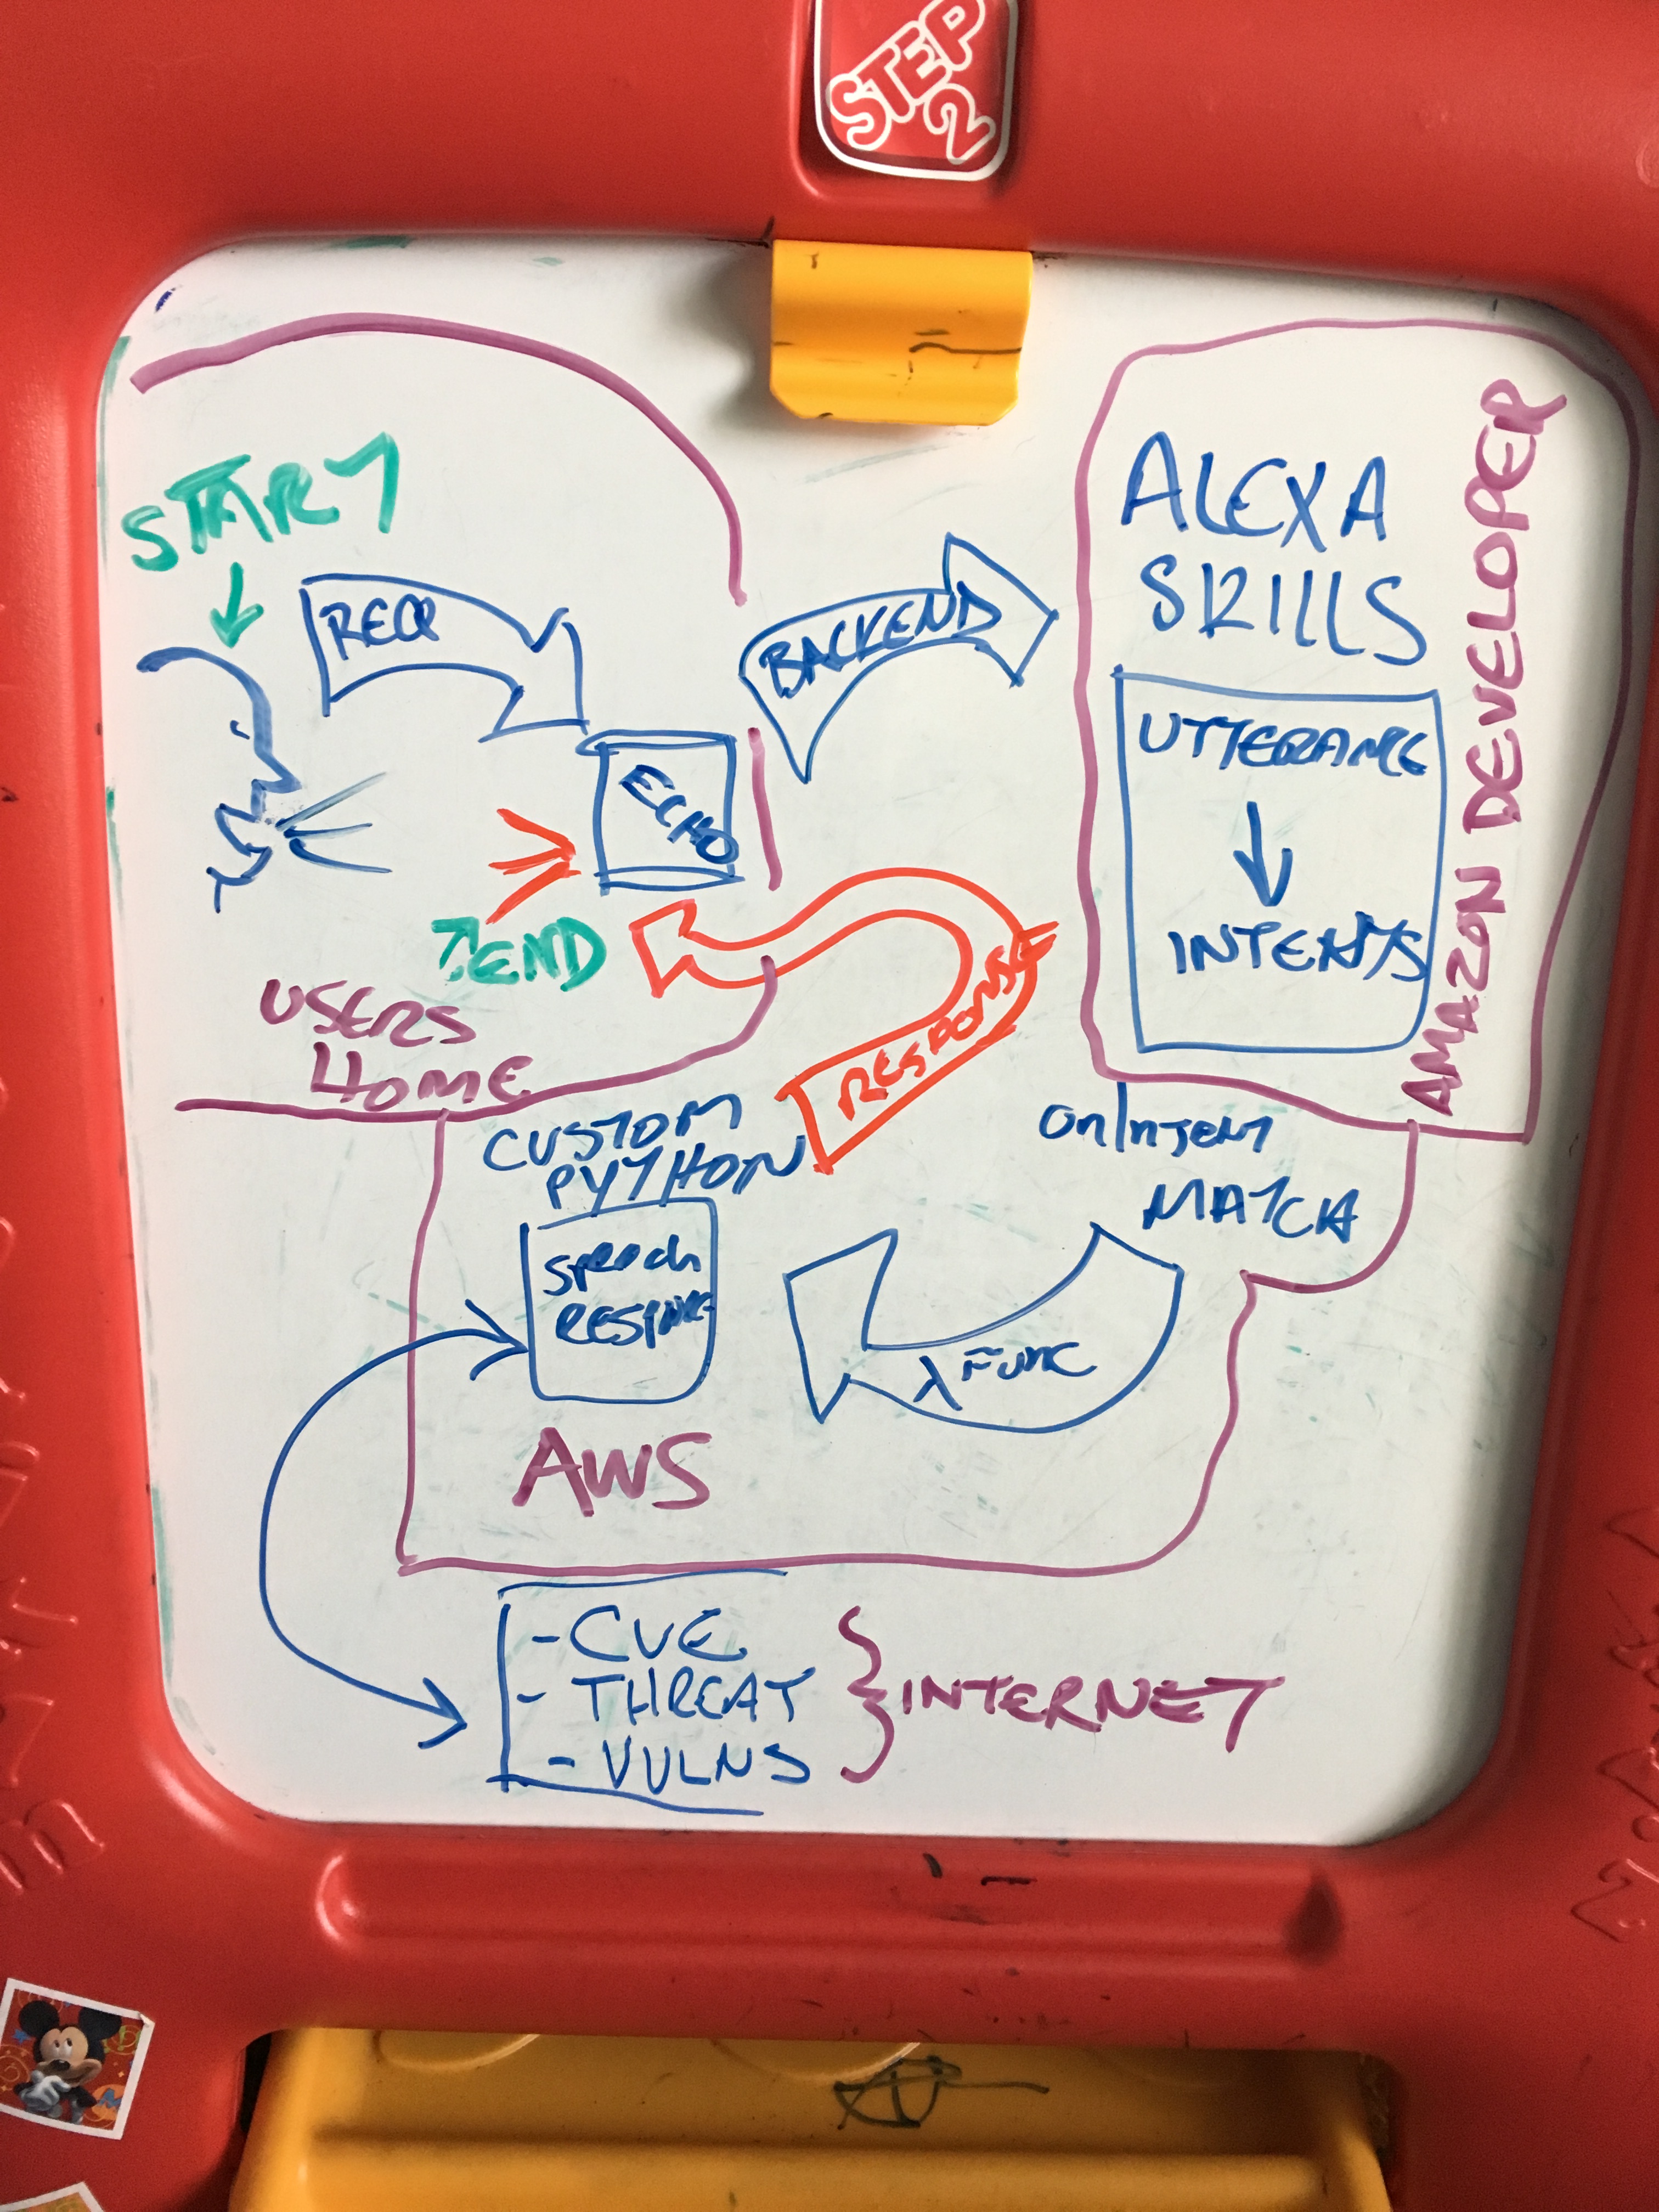 STEP
2
START
REQ
BACKEND
ECHO
END
USERS
HOME
ALEXA
SKILLS
UTTERANCE
INTENTS
AMAZON DEVELOPER
RESPONSE
CUSTOM
PYTHON
onIntent
MATCH
speech
λ FUNC
AWS
-CVE
- THREAT
- VULNS
INTERNET